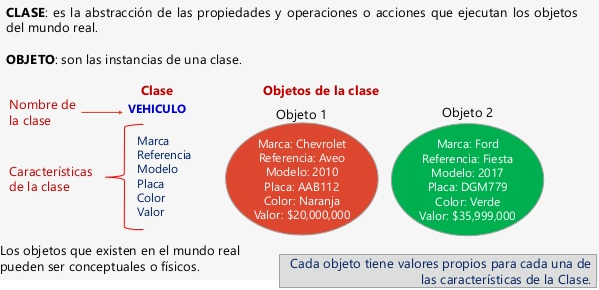 CLASE: es la abstracción de las propiedades y operaciones o acciones que ejecutan los objetos
del mundo real.
OBJETO: son las instancias de una clase.
Clase
Objetos de la clase
Nombre de
la clase
VEHICULO
Objeto 1
Objeto 2
Características
de la clase
Marca
Referencia
Modelo
Placa
Color
Valor
Marca: Chevrolet
Referencia: Aveo
Modelo: 2010
Placa: AAB112
Color: Naranja
Valor: $20,000,000
Marca: Ford
Referencia: Fiesta
Modelo: 2017
Placa: DGM779
Color: Verde
Valor: $35,999,000
Los objetos que existen en el mundo real
pueden ser conceptuales o físicos.
Cada objeto tiene valores propios para cada una de
las características de la Clase.